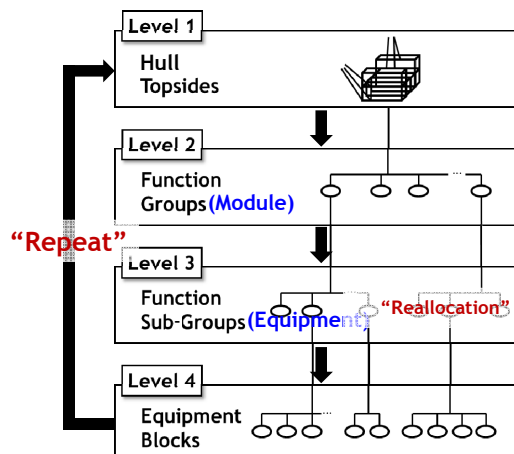 Level 1
Hull
Topsides
Level 2
Function
Groups(Module)
...
“Repeat”
Level 3
Function
Sub-Groups(Equipment)
“Reallocation”
Level 4
Equipment
Blocks
...